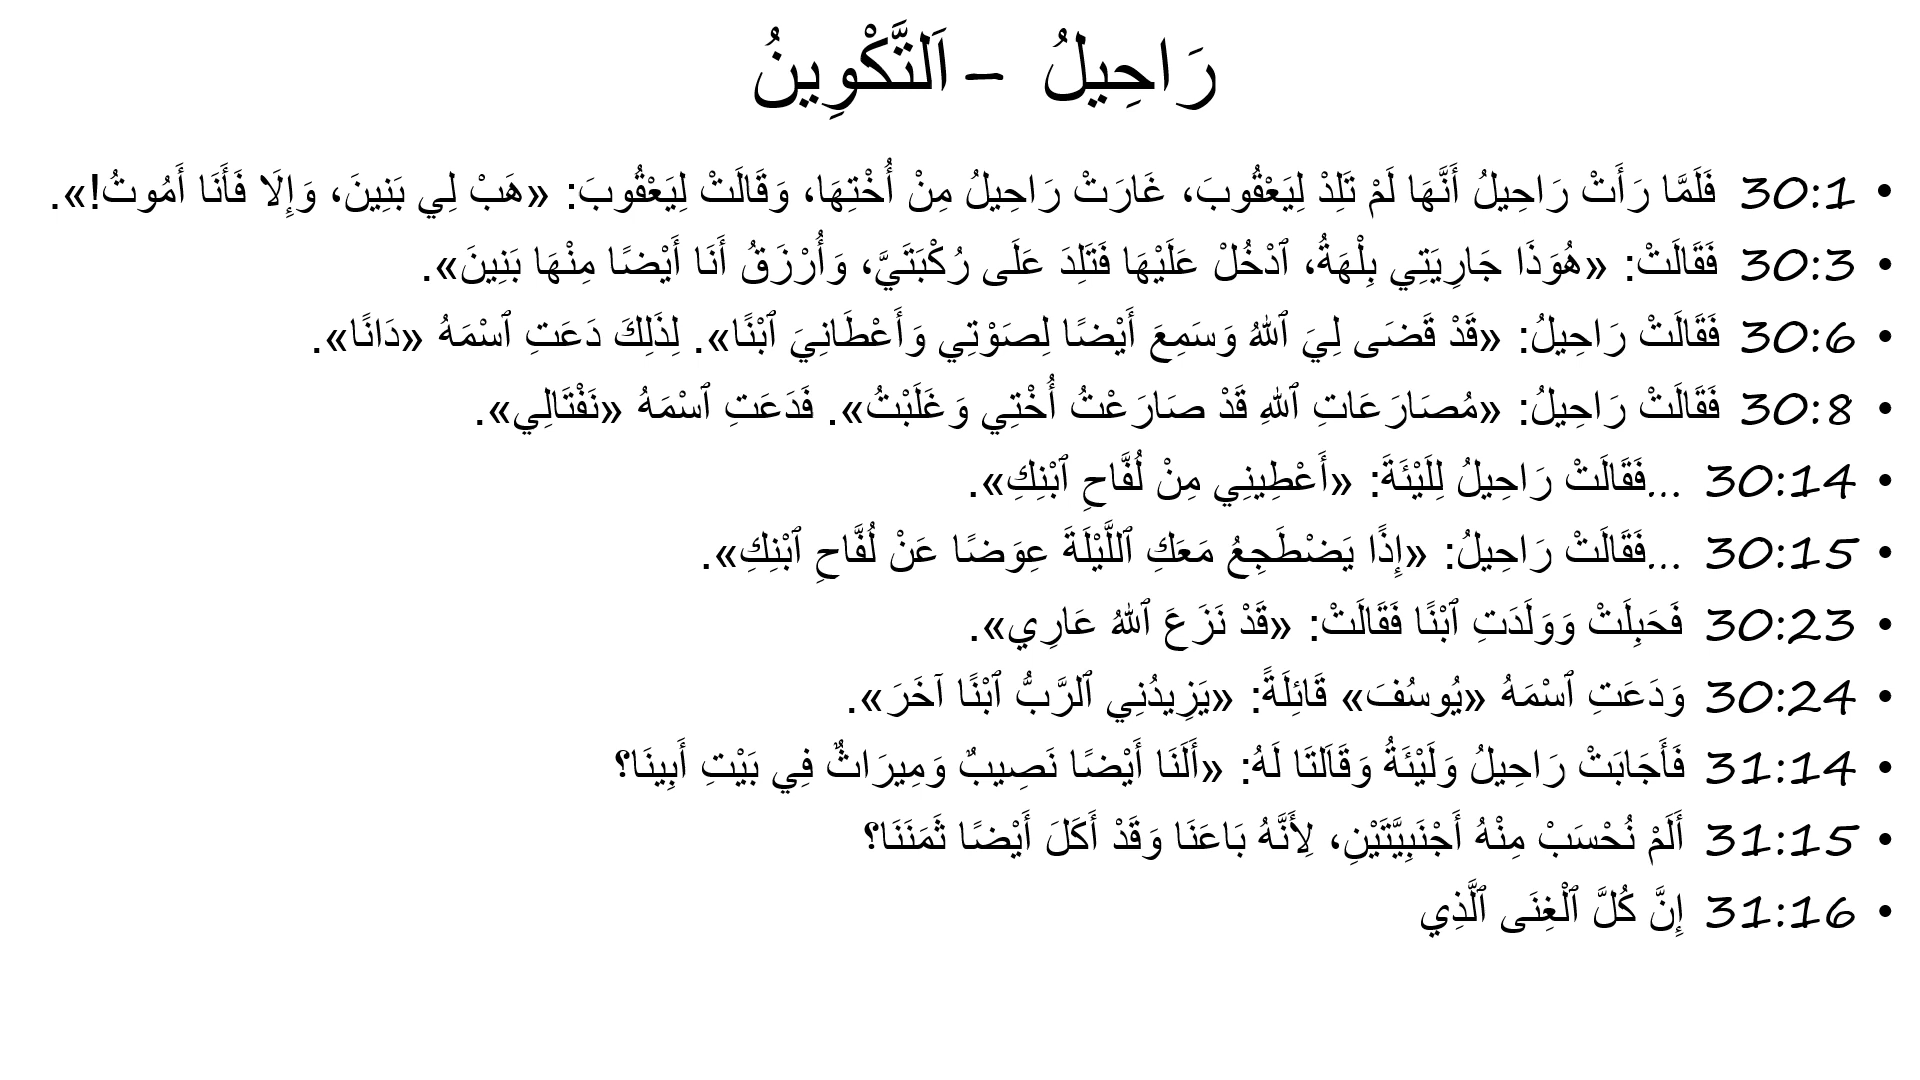 رَاحِيلُ – اَلتَّكْوِينُ
• 30:1 فَلَمَّا رَأَتْ رَاحِيلُ أَنَّهَا لَمْ تَلِدْ لِيَعْقُوبَ، غَارَتْ رَاحِيلُ مِنْ أُخْتِهَا، وَقَالَتْ لِيَعْقُوبَ: «هَبْ لِي بَنِينَ، وَإِلَا فَأَنَا أَمُوتُ!».
• 30:3 فَقَالَتْ: «هُوَذَا جَارِيَتِي بِلْهَةُ، ٱدْخُلْ عَلَيْهَا فَتَلِدَ عَلَى رُكْبَتَيَّ، وَأُرْزَقُ أَنَا أَيْضًا مِنْهَا بَنِينَ».
• 30:6 فَقَالَتْ رَاحِيلُ: «قَدْ قَضَى لِيَ ٱللهُ وَسَمِعَ أَيْضًا لِصَوْتِي وَأَعْطَانِيَ ٱبْنًا». لِذَلِكَ دَعَتِ ٱسْمَهُ «دَانًا».
• 30:8 فَقَالَتْ رَاحِيلُ: «مُصَارَعَاتِ ٱللهِ قَدْ صَارَعْتُ أُخْتِي وَغَلَبْتُ». فَدَعَتِ ٱسْمَهُ «نَفْتَالِي».
• 30:14 ...فَقَالَتْ رَاحِيلُ لِلَيْئَةَ: «أَعْطِينِي مِنْ لُفَّاحِ ٱبْنِكِ».
• 30:15 ...فَقَالَتْ رَاحِيلُ: «إِذًا يَضْطَجِعُ مَعَكِ ٱللَّيْلَةَ عِوَضًا عَنْ لُفَّاحِ ٱبْنِكِ».
• 30:23 فَحَبِلَتْ وَوَلَدَتِ ٱبْنًا فَقَالَتْ: «قَدْ نَزَعَ ٱللهُ عَارِي».
• 30:24 وَدَعَتِ ٱسْمَهُ «يُوسُفَ» قَائِلَةً: «يَزِيدُنِي ٱلرَّبُّ ٱبْنًا آخَرَ».
• 31:14 فَأَجَابَتْ رَاحِيلُ وَلَيْئَةُ وَقَالَتَا لَهُ: «أَلَنَا أَيْضًا نَصِيبٌ وَمِيرَاثٌ فِي بَيْتِ أَبِينَا؟
• 31:15 أَلَمْ نُحْسَبْ مِنْهُ أَجْنَبِيَّتَيْنِ، لِأَنَّهُ بَاعَنَا وَقَدْ أَكَلَ أَيْضًا ثَمَنَنَا؟
• 31:16 إِنَّ كُلَّ ٱلْغِنَى ٱلَّذِي